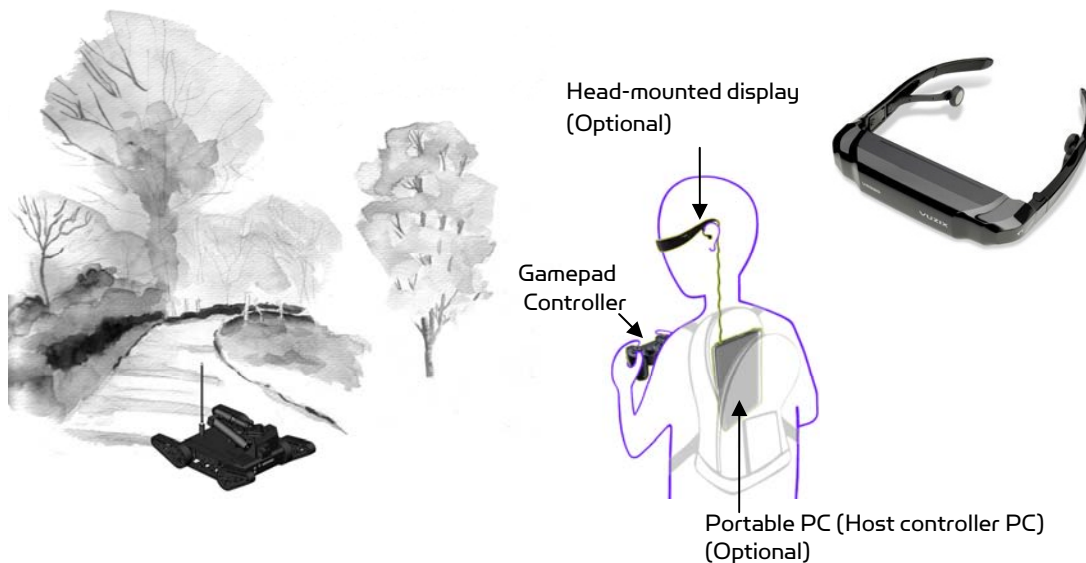 Head-mounted display
(Optional)
Gamepad
Controller
VUZIX
Portable PC (Host controller PC)
(Optional)